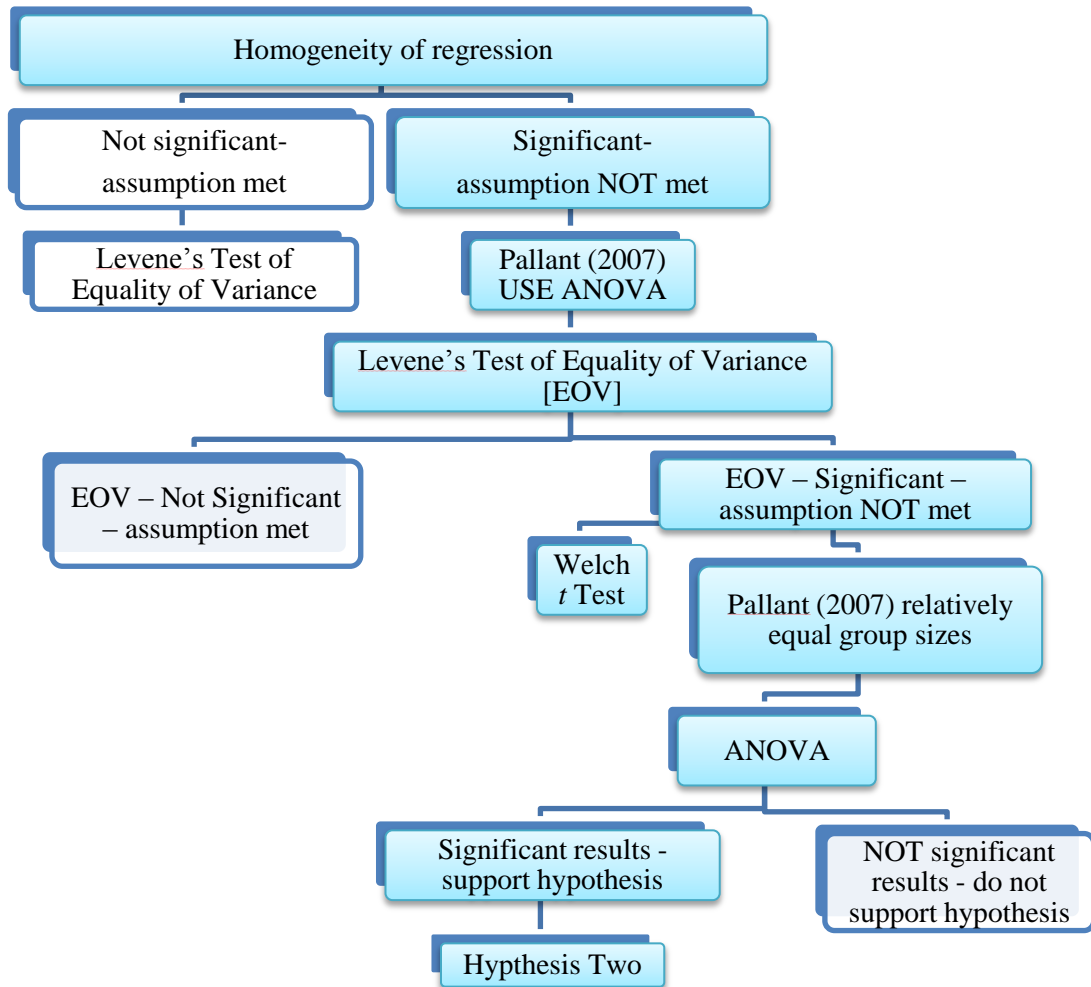 Homogeneity of regression
Not significant-
assumption met
Significant-
assumption NOT met
Levene's Test of
Equality of Variance
Pallant (2007)
USE ANOVA
Levene's Test of Equality of Variance
[EOV]
EOV – Not Significant
– assumption met
EOV – Significant –
assumption NOT met
Welch
t Test
Pallant (2007) relatively
equal group sizes
ANOVA
Significant results -
support hypothesis
NOT significant
results - do not
support hypothesis
Hypthesis Two